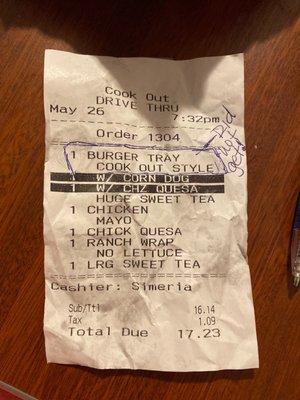 Cook Out
DRIVE THRU
May 26 7:32pm
Order 1304
1 BURGER TRAY
COOK OUT STYLE
W/ CORN DOG
W/ CHZ QUESA
HUGE SWEET TEA
1 CHICKEN
MAYO
1 CHICK QUESA
1 RANCH WRAP
NO LETTUCE
1 LRG SWEET TEA
Cashier: Simeria
Sub/Ttl 16.14
Tax 1.09
Total Due 17.23
Did
not